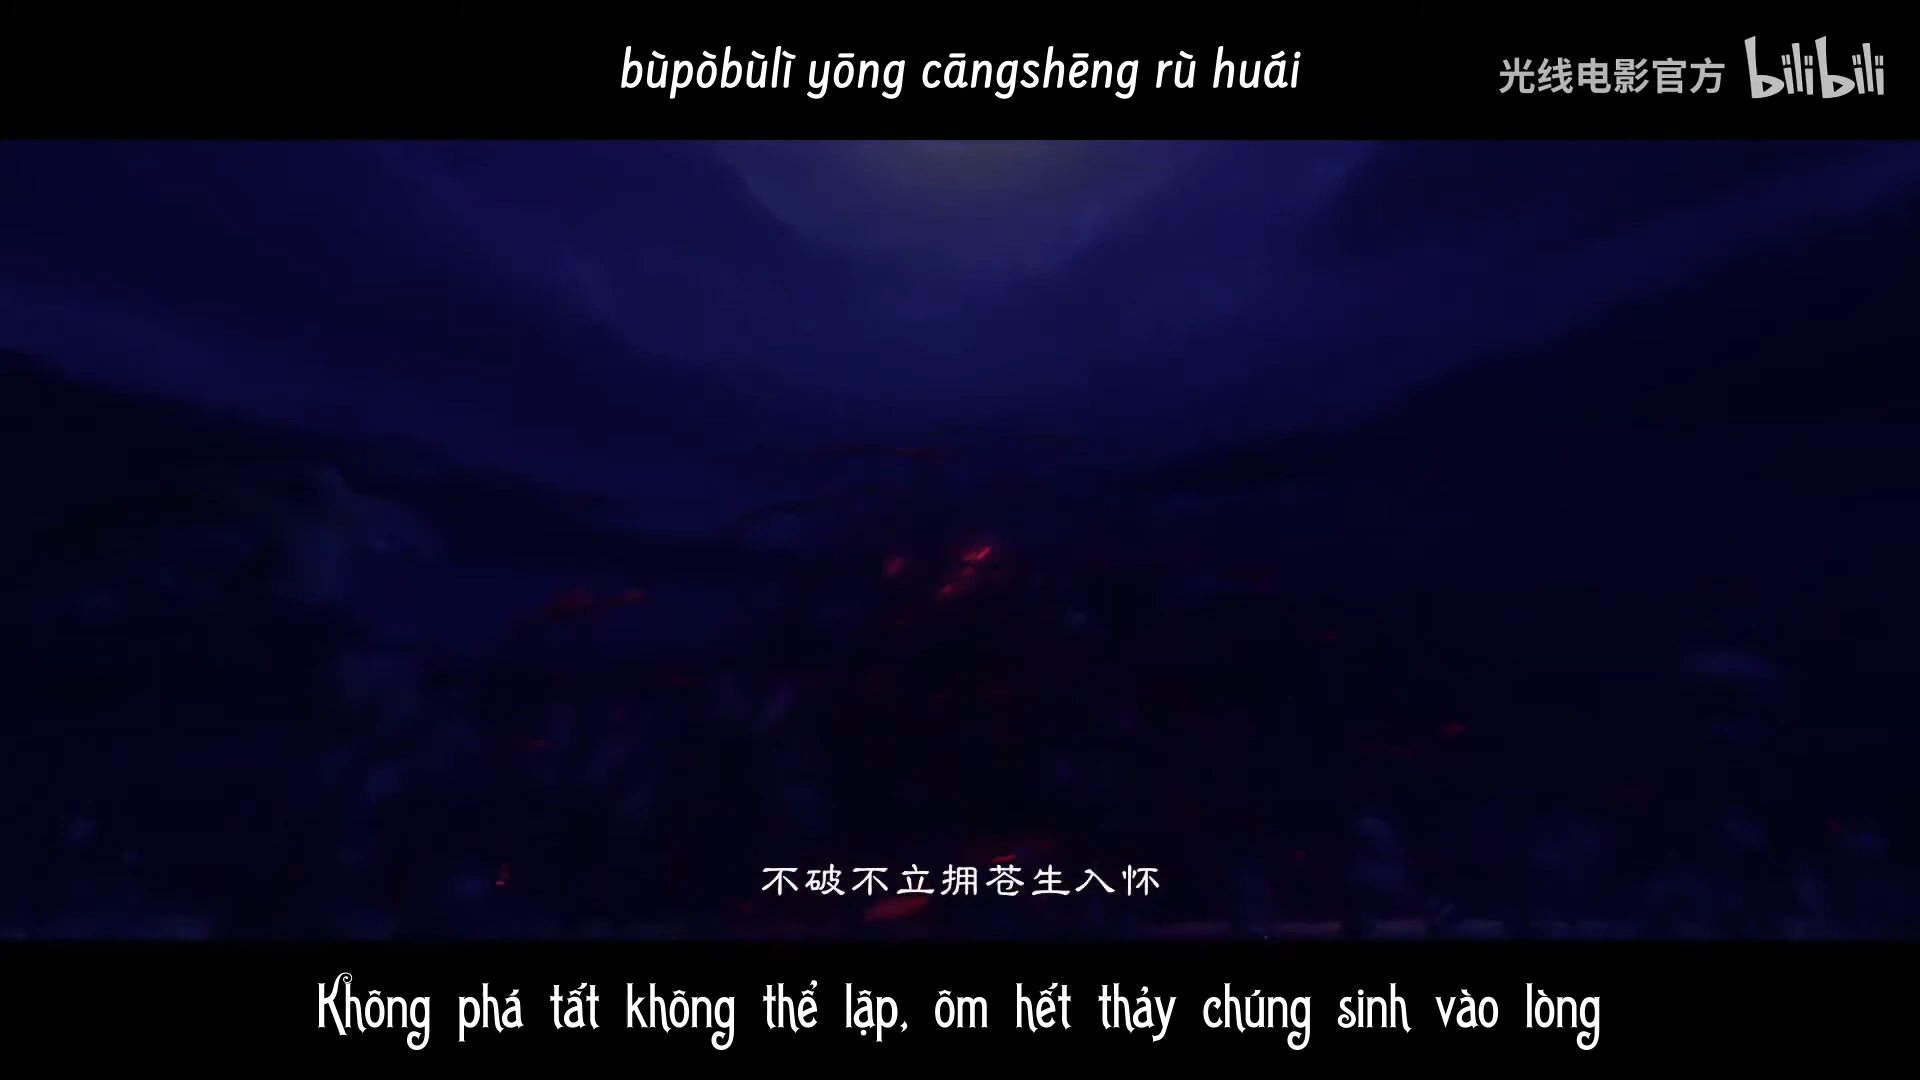 bùpòbùlì yōng cāngshēng rù huái
光线电影官方 bilibili
不破不立拥苍生入怀
Không phá tất không thể lập, ôm hết thảy chúng sinh vào lòng